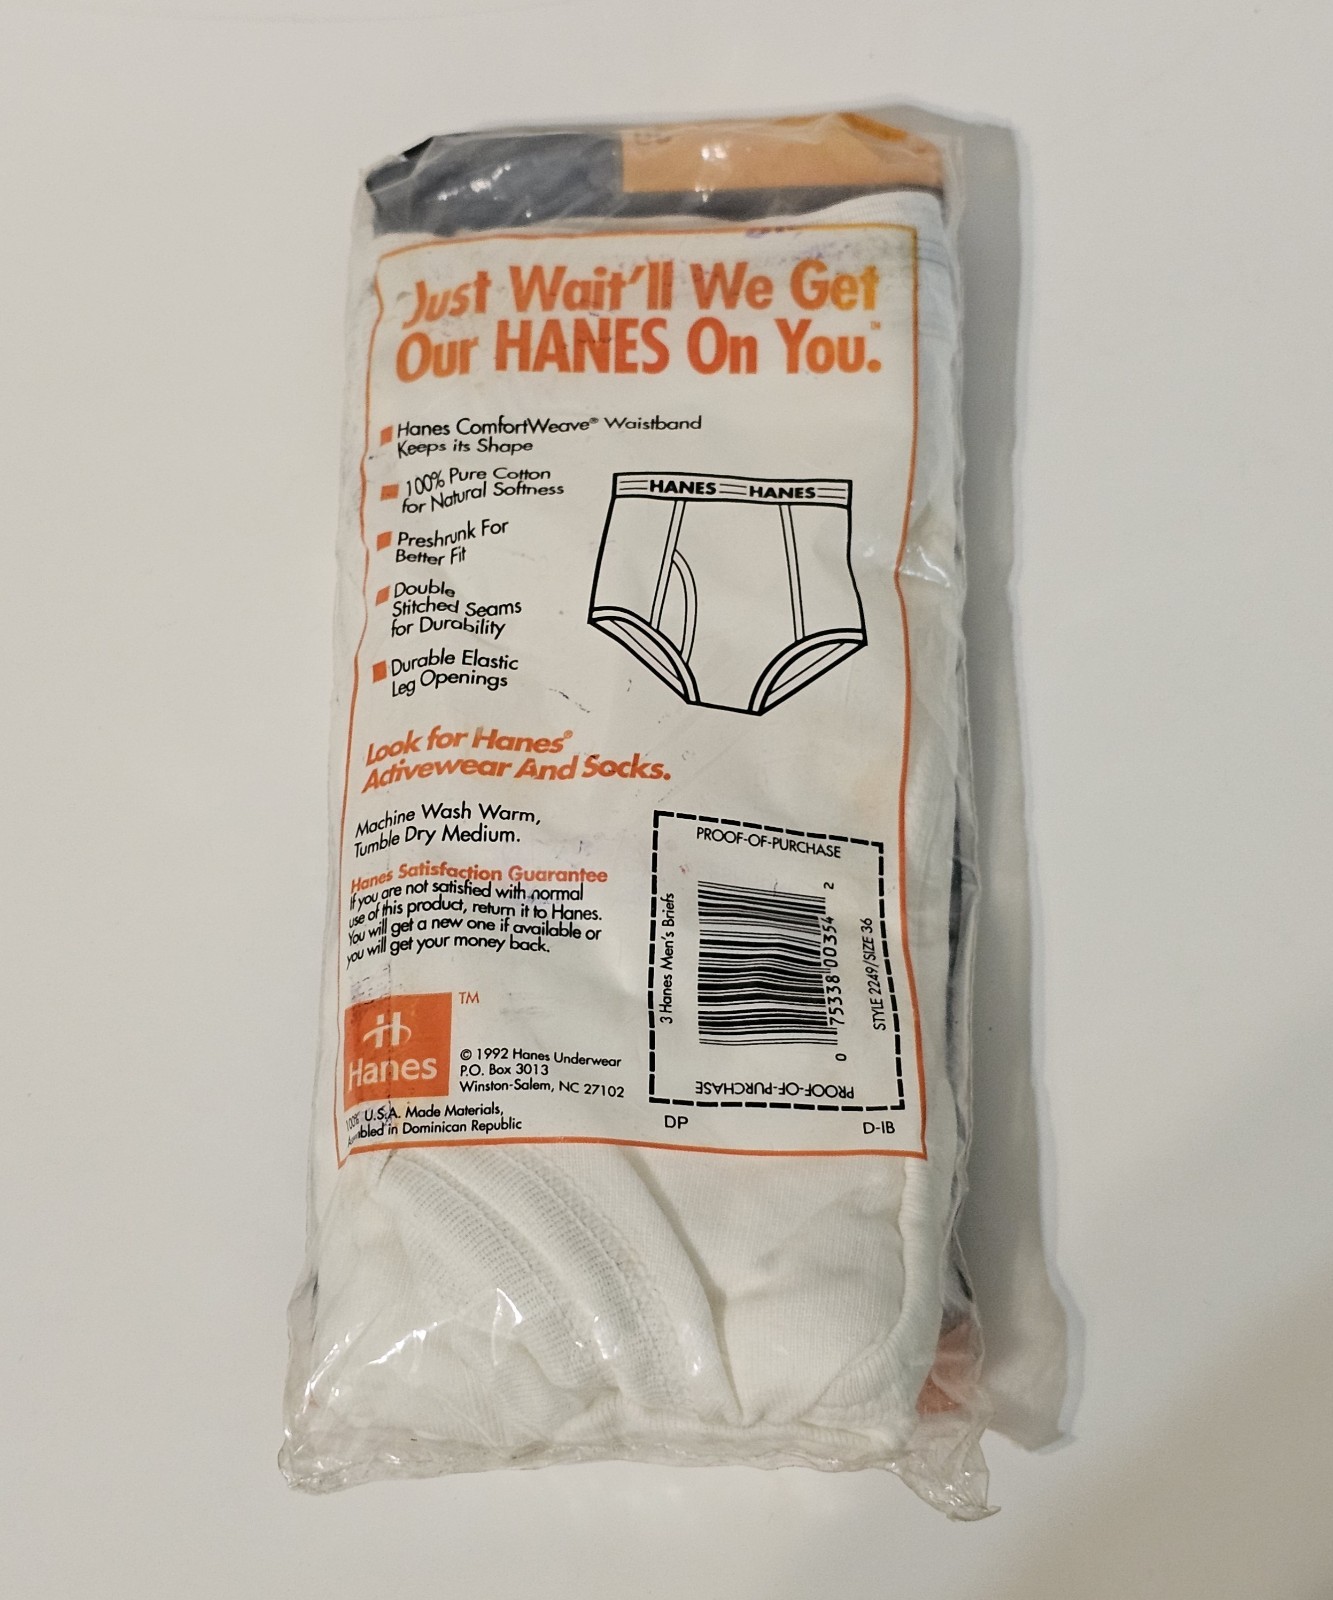 Just Wait'll We Get
Our HANES On You.™
Hanes ComfortWeave® Waistband
Keeps its Shape
100% Pure Cotton
for Natural Softness
Preshrunk For
Better Fit
Double
Stitched Seams
for Durability
Durable Elastic
Leg Openings
HANES HANES
Look for Hanes®
Activewear And Socks.
Machine Wash Warm,
Tumble Dry Medium.
Hanes Satisfaction Guarantee
If you are not satisfied with normal
use of this product, return it to Hanes.
You will get a new one if available or
you will get your money back.
Hanes
TM
© 1992 Hanes Underwear
P.O. Box 3013
Winston-Salem, NC 27102
100% U.S.A. Made Materials,
in Dominican Republic
PROOF-OF-PURCHASE
3 Hanes Men's Briefs
0 75338 00354 2
STYLE 2249/SIZE 36
PROOF-OF-PURCHASE
DP
D-IB